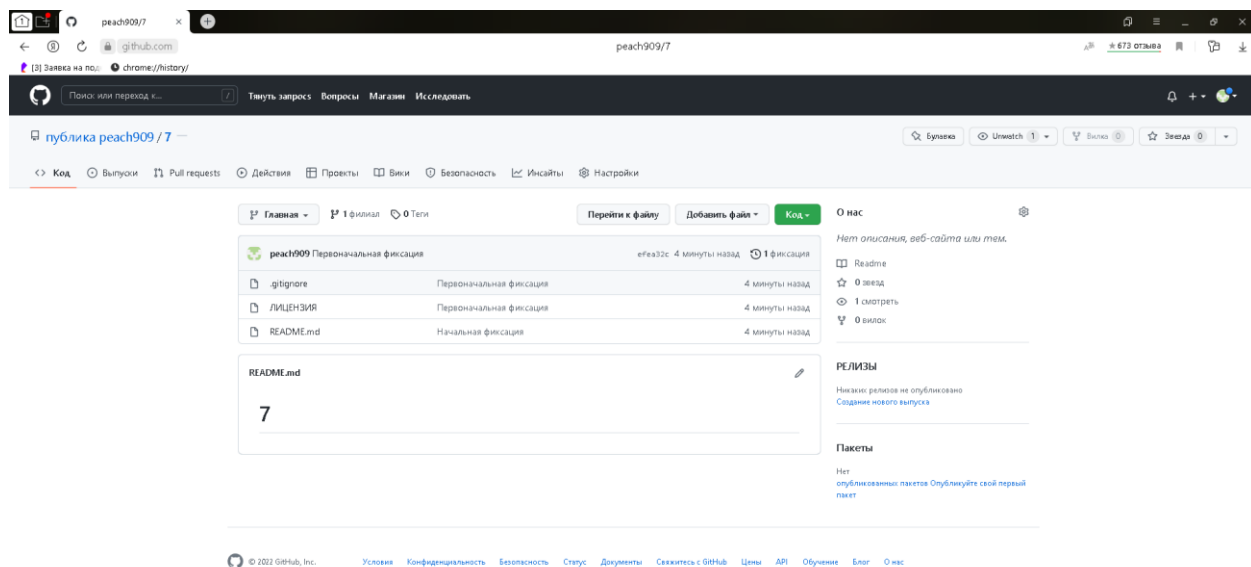 peach909/7
github.com
peach909/7
673 отзыва
[3] Заявка на под
chrome://history/
Поиск или переход к...
Тянуть запрос Вопросы Магазин Исследовать
публика peach909 / 7
Булавка
Unwatch 1
Вилка 0
Звезда 0
Код Выпуски Pull requests Действия Проекты Вики Безопасность Инсайты Настройки
Главная
1 филиал 0 Теги
Перейти к файлу
Добавить файл
Код
peach909 Первоначальная фиксация efea32c 4 минуты назад 1 фиксация
.gitignore Первоначальная фиксация 4 минуты назад
ЛИЦЕНЗИЯ Первоначальная фиксация 4 минуты назад
README.md Начальная фиксация 4 минуты назад
README.md
7
О нас
Нет описания, веб-сайта или тем.
Readme
0 звезд
1 смотреть
0 вилок
РЕЛИЗЫ
Никаких релизов не опубликовано
Создание нового выпуска
Пакеты
Нет
опубликованных пакетов Опубликуйте свой первый
пакет
© 2022 GitHub, Inc. Условия Конфиденциальность Безопасность Статус Документы Свяжитесь с GitHub Цены API Обучение Блог О нас